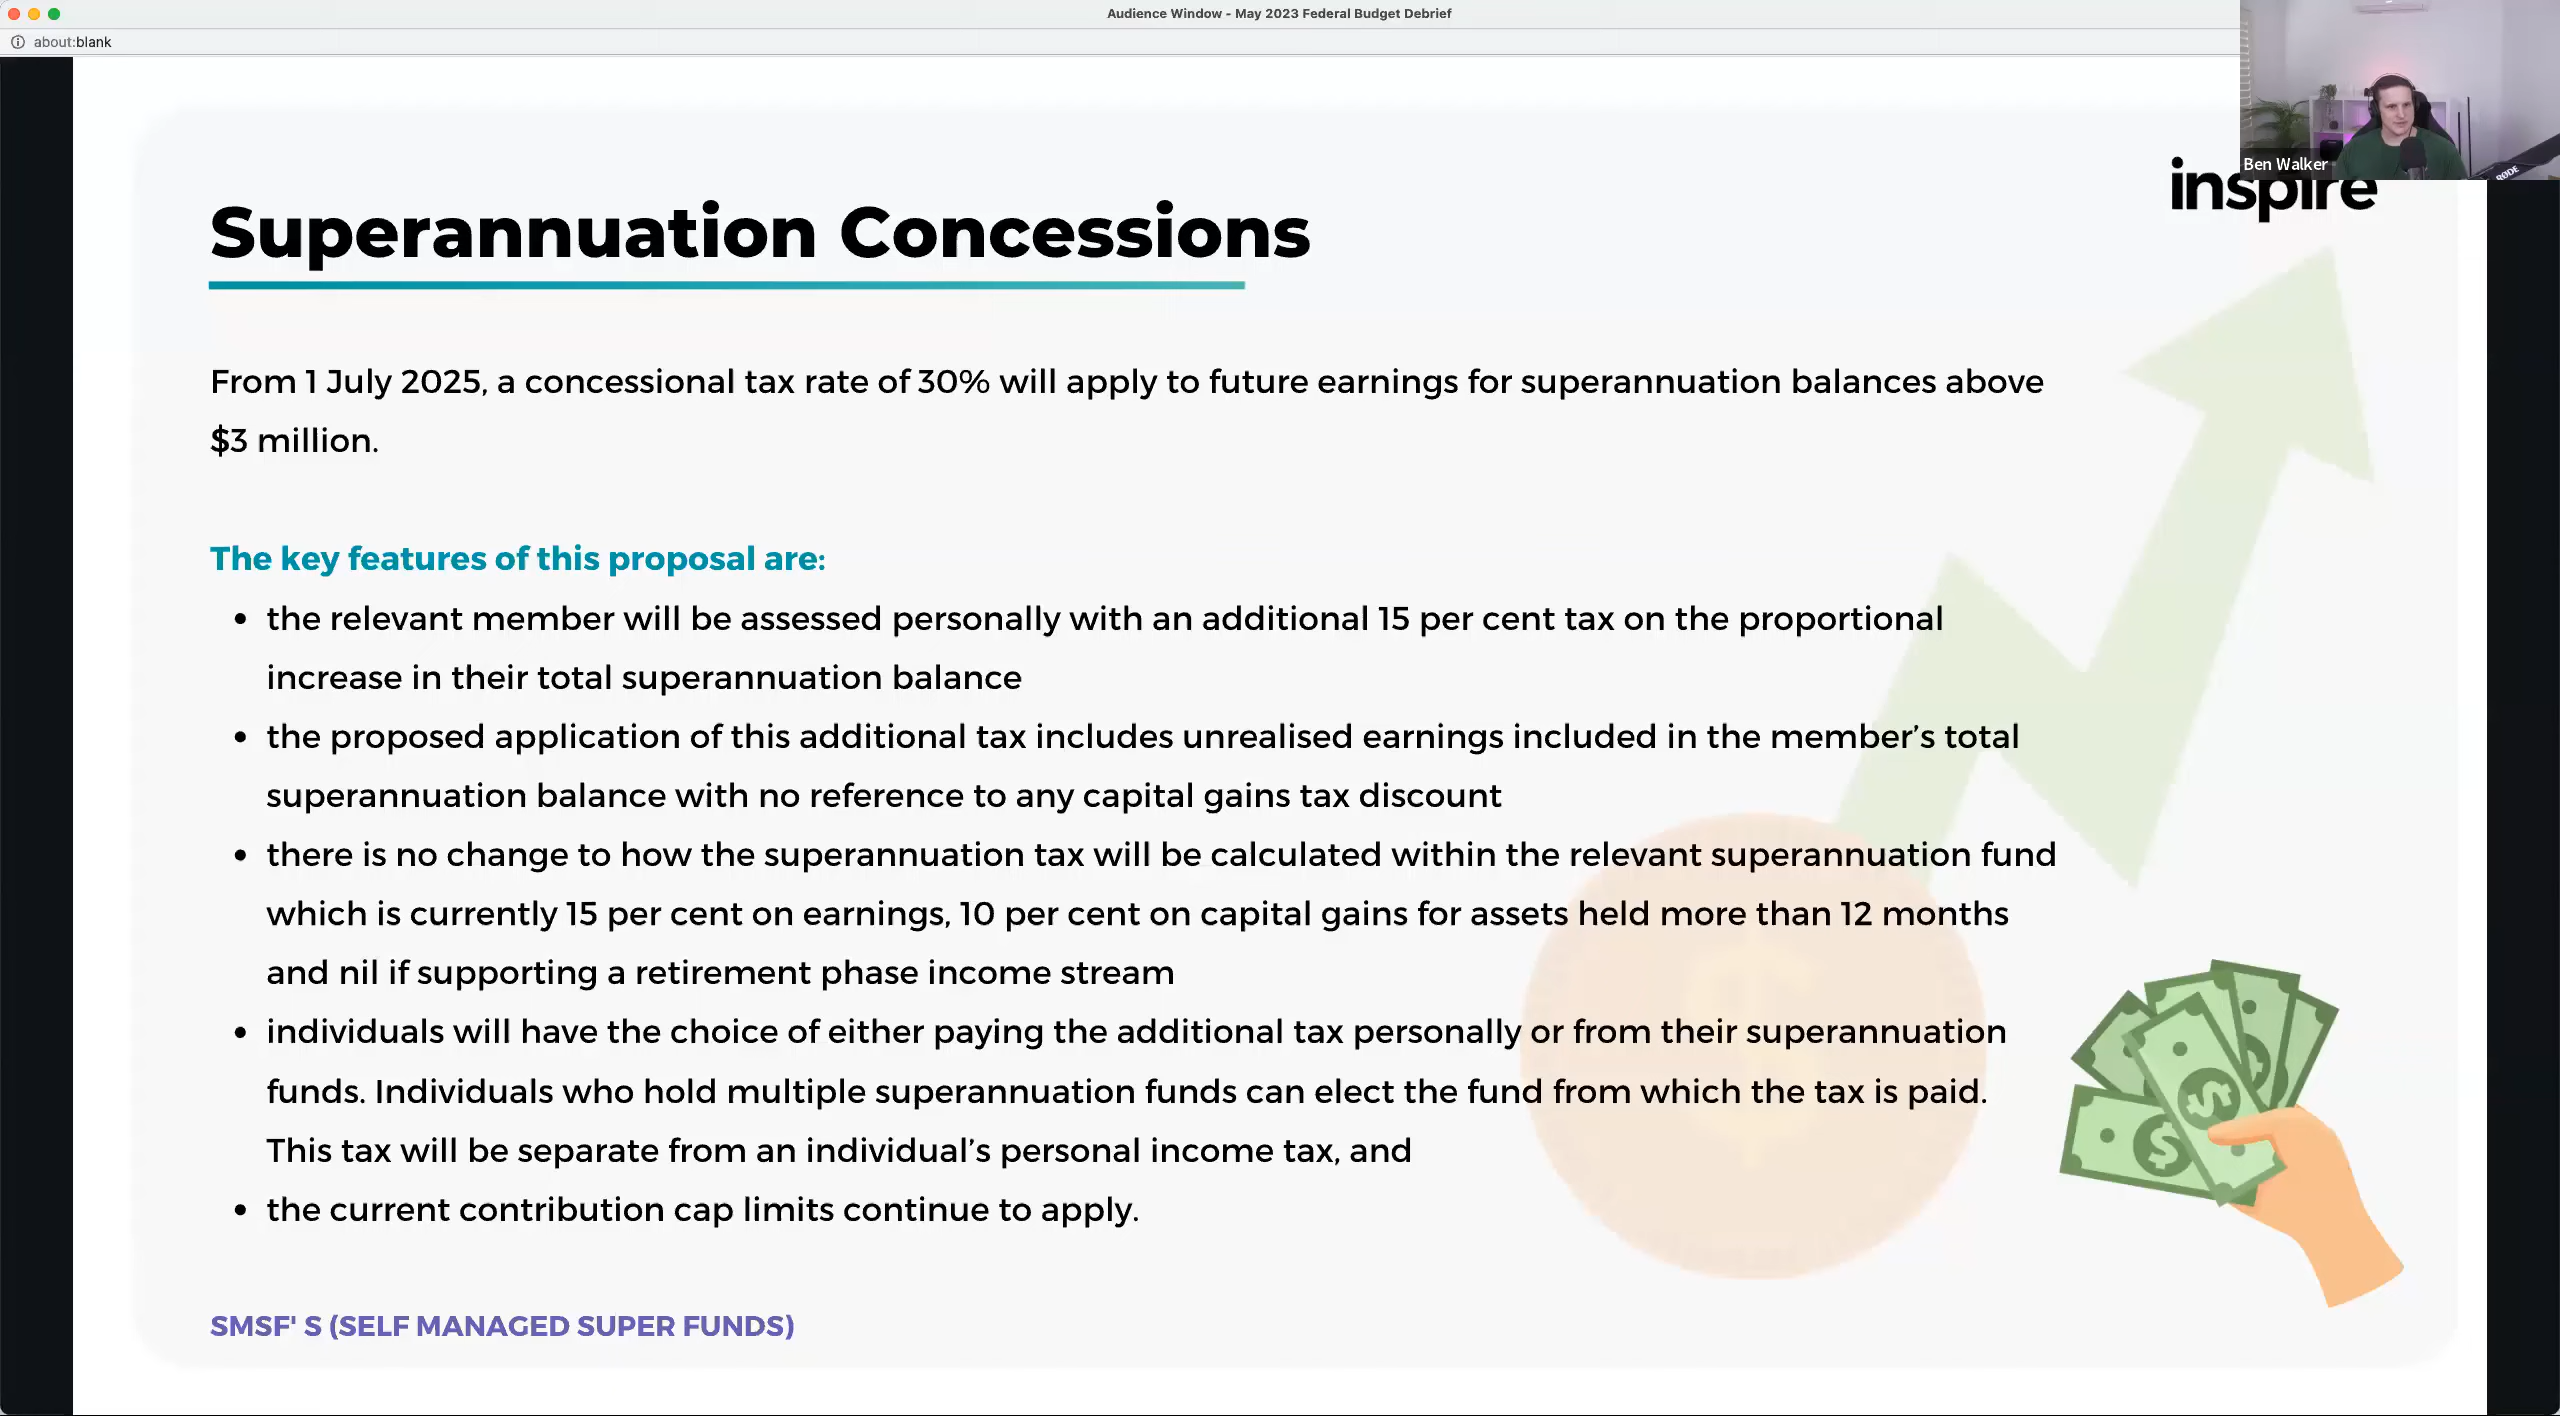 Audience Window - May 2023 Federal Budget Debrief
about:blank
Ben Walker
RØDE
inspire
Superannuation Concessions
From 1 July 2025, a concessional tax rate of 30% will apply to future earnings for superannuation balances above
$3 million.
The key features of this proposal are:
• the relevant member will be assessed personally with an additional 15 per cent tax on the proportional
increase in their total superannuation balance
• the proposed application of this additional tax includes unrealised earnings included in the member’s total
superannuation balance with no reference to any capital gains tax discount
• there is no change to how the superannuation tax will be calculated within the relevant superannuation fund
which is currently 15 per cent on earnings, 10 per cent on capital gains for assets held more than 12 months
and nil if supporting a retirement phase income stream
• individuals will have the choice of either paying the additional tax personally or from their superannuation
funds. Individuals who hold multiple superannuation funds can elect the fund from which the tax is paid.
This tax will be separate from an individual’s personal income tax, and
• the current contribution cap limits continue to apply.
SMSF' S (SELF MANAGED SUPER FUNDS)